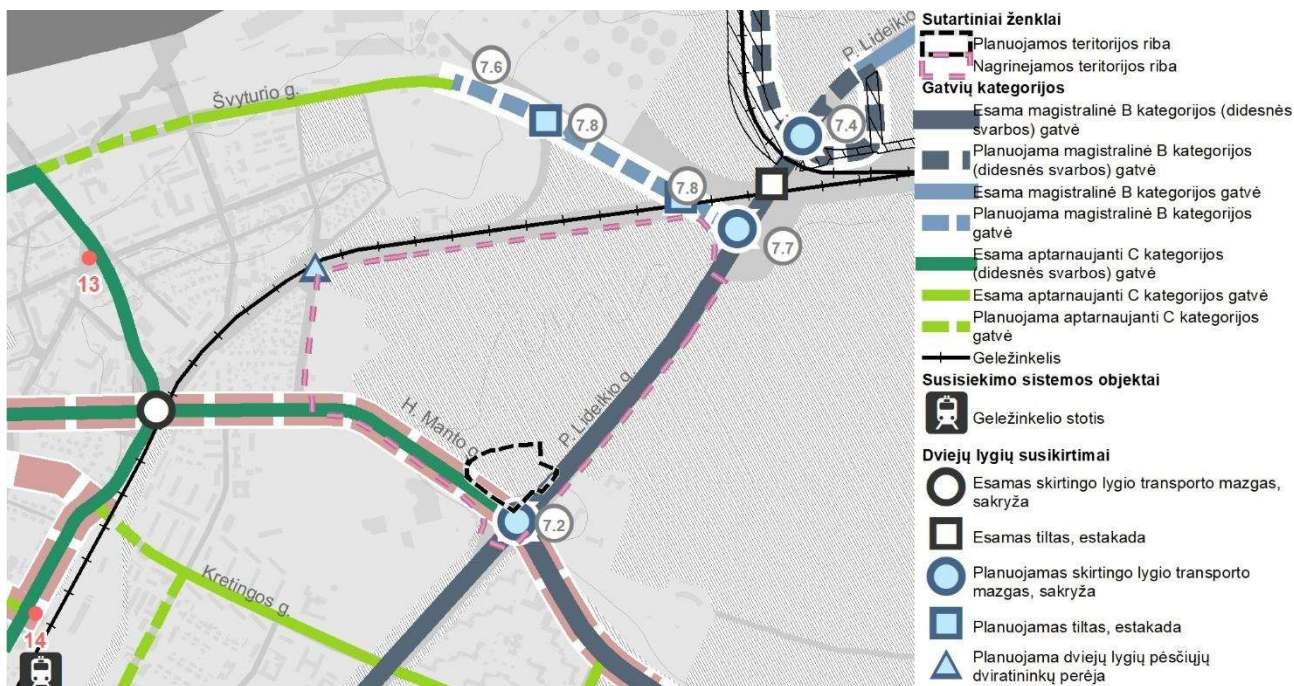 7.6
7.8
7.8
7.4
7.7
7.2
13
14
Švyturio g.
P. Lideikio
P. Lideikio g.
H. Manto g.
Kretingos g.
Sutartiniai ženklai
Planuojamos teritorijos riba
Nagrinejamos teritorijos riba
Gatvių kategorijos
Esama magistralinė B kategorijos (didesnės
svarbos) gatvė
Planuojama magistralinė B kategorijos
(didesnės svarbos) gatvė
Esama magistralinė B kategorijos gatvė
Planuojama magistralinė B kategorijos
gatvė
Esama aptarnaujanti C kategorijos
(didesnės svarbos) gatvė
Esama aptarnaujanti C kategorijos gatvė
Planuojama aptarnaujanti C kategorijos
gatvė
Geležinkelis
Susisiekimo sistemos objektai
Geležinkelio stotis
Dviejų lygių susikirtimai
Esamas skirtingo lygio transporto mazgas,
sakryža
Esamas tiltas, estakada
Planuojamas skirtingo lygio transporto
mazgas, sakryža
Planuojamas tiltas, estakada
Planuojama dviejų lygių pėsčiųjų
dviratininkų perėja